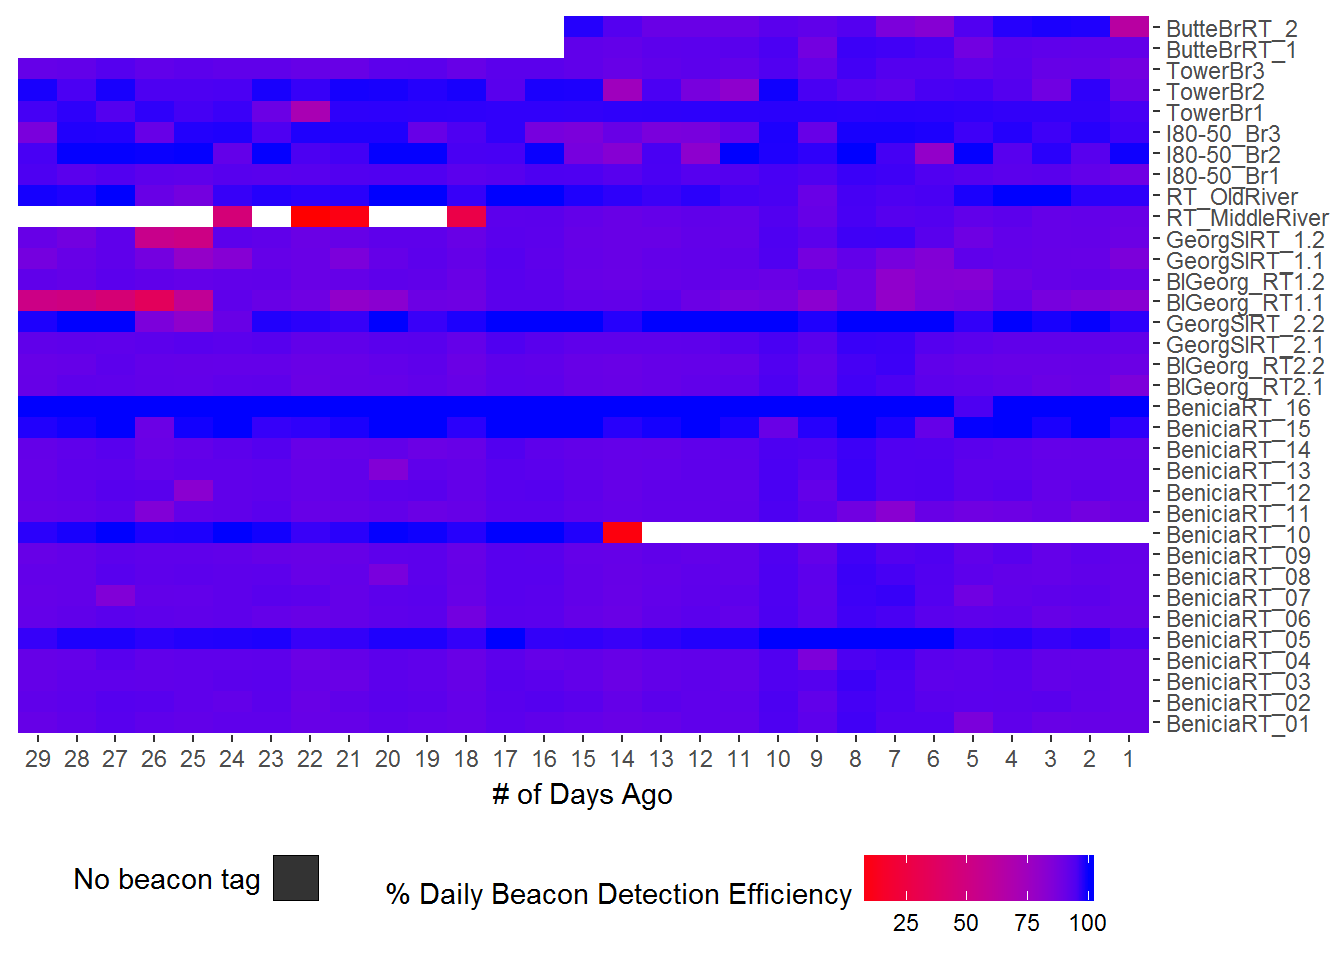 ButteBrRT_2
ButteBrRT_1
TowerBr3
TowerBr2
TowerBr1
I80-50_Br3
I80-50_Br2
I80-50_Br1
RT_OldRiver
RT_MiddleRiver
GeorgSlRT_1.2
GeorgSlRT_1.1
BlGeorg_RT1.2
BlGeorg_RT1.1
GeorgSlRT_2.2
GeorgSlRT_2.1
BlGeorg_RT2.2
BlGeorg_RT2.1
BeniciaRT_16
BeniciaRT_15
BeniciaRT_14
BeniciaRT_13
BeniciaRT_12
BeniciaRT_11
BeniciaRT_10
BeniciaRT_09
BeniciaRT_08
BeniciaRT_07
BeniciaRT_06
BeniciaRT_05
BeniciaRT_04
BeniciaRT_03
BeniciaRT_02
BeniciaRT_01
29 28 27 26 25 24 23 22 21 20 19 18 17 16 15 14 13 12 11 10 9 8 7 6 5 4 3 2 1
# of Days Ago
No beacon tag
% Daily Beacon Detection Efficiency
25 50 75 100